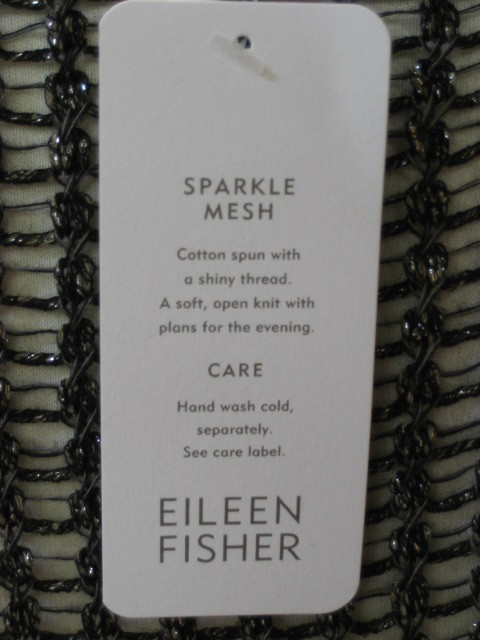 SPARKLE
MESH
Cotton spun with
a shiny thread.
A soft, open knit with
plans for the evening.
CARE
Hand wash cold,
separately.
See care label.
EILEEN
FISHER